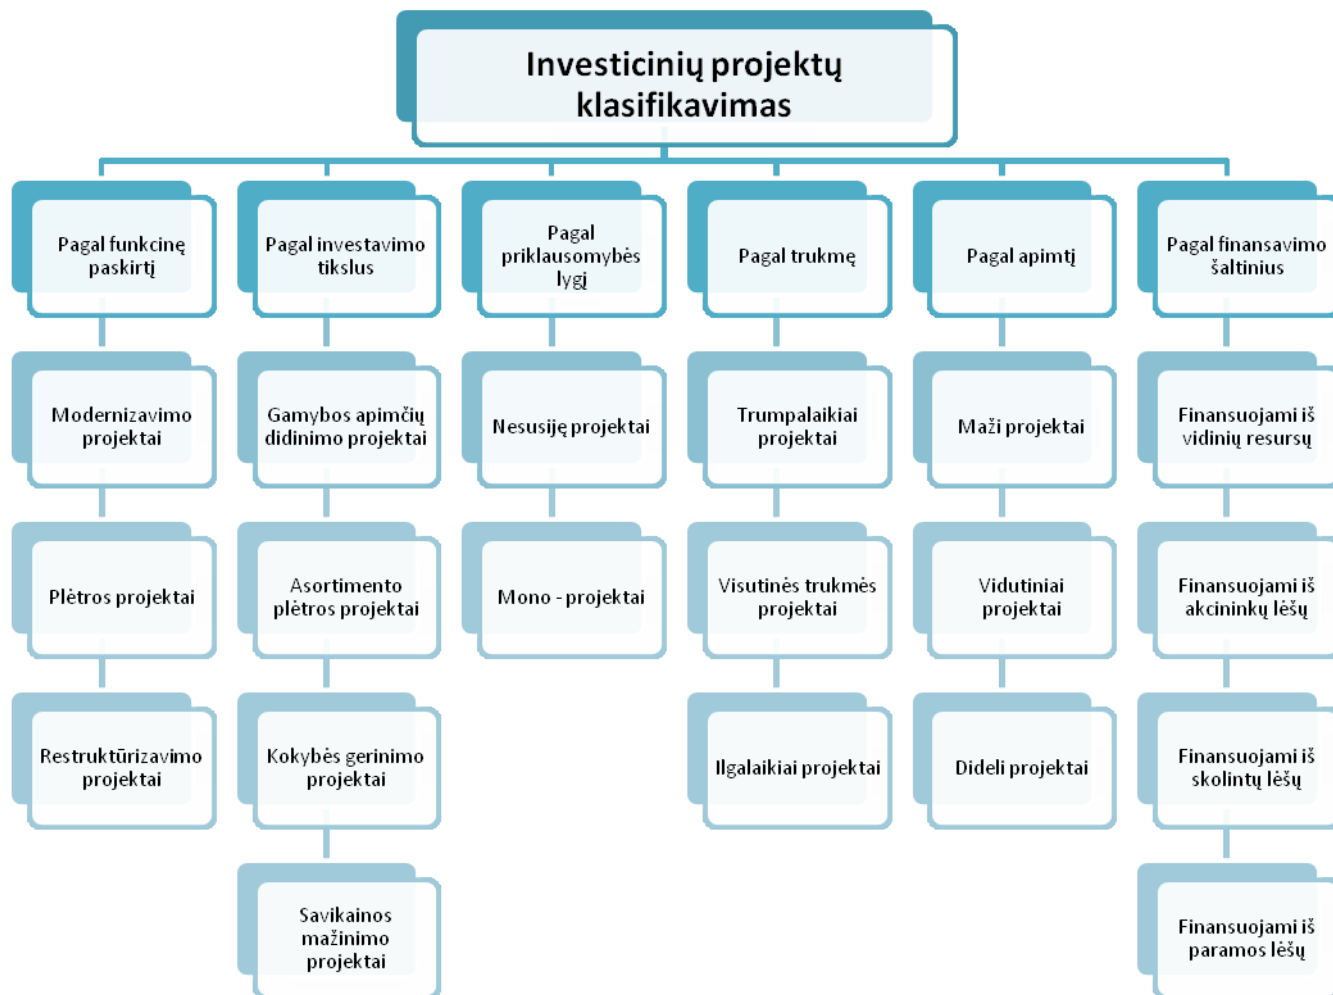 Investicinių projektų
klasifikavimas
Pagal funkcinę
paskirtį
Pagal investavimo
tikslus
Pagal
priklausomybės
lygį
Pagal trukmę
Pagal apimtį
Pagal finansavimo
šaltinius
Modernizavimo
projektai
Gamybos apimčių
didinimo projektai
Nesusiję projektai
Trumpalaikiai
projektai
Maži projektai
Finansuojami iš
vidinių resursų
Plėtros projektai
Asortimento
plėtros projektai
Mono - projektai
Visutinės trukmės
projektai
Vidutiniai
projektai
Finansuojami iš
akcininkų lėšų
Restruktūrizavimo
projektai
Kokybės gerinimo
projektai
Ilgalaikiai projektai
Dideli projektai
Finansuojami iš
skolintų lėšų
Savikainos
mažinimo
projektai
Finansuojami iš
paramos lėšų